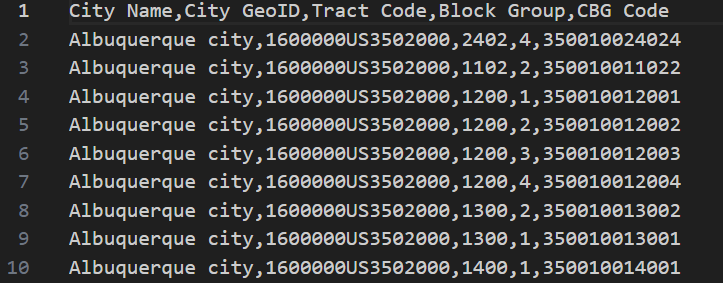 1 City Name,City GeoID,Tract Code,Block Group,CBG Code
2 Albuquerque city,1600000US3502000,2402,4,350010024024
3 Albuquerque city,1600000US3502000,1102,2,350010011022
4 Albuquerque city,1600000US3502000,1200,1,350010012001
5 Albuquerque city,1600000US3502000,1200,2,350010012002
6 Albuquerque city,1600000US3502000,1200,3,350010012003
7 Albuquerque city,1600000US3502000,1200,4,350010012004
8 Albuquerque city,1600000US3502000,1300,2,350010013002
9 Albuquerque city,1600000US3502000,1300,1,350010013001
10 Albuquerque city,1600000US3502000,1400,1,350010014001